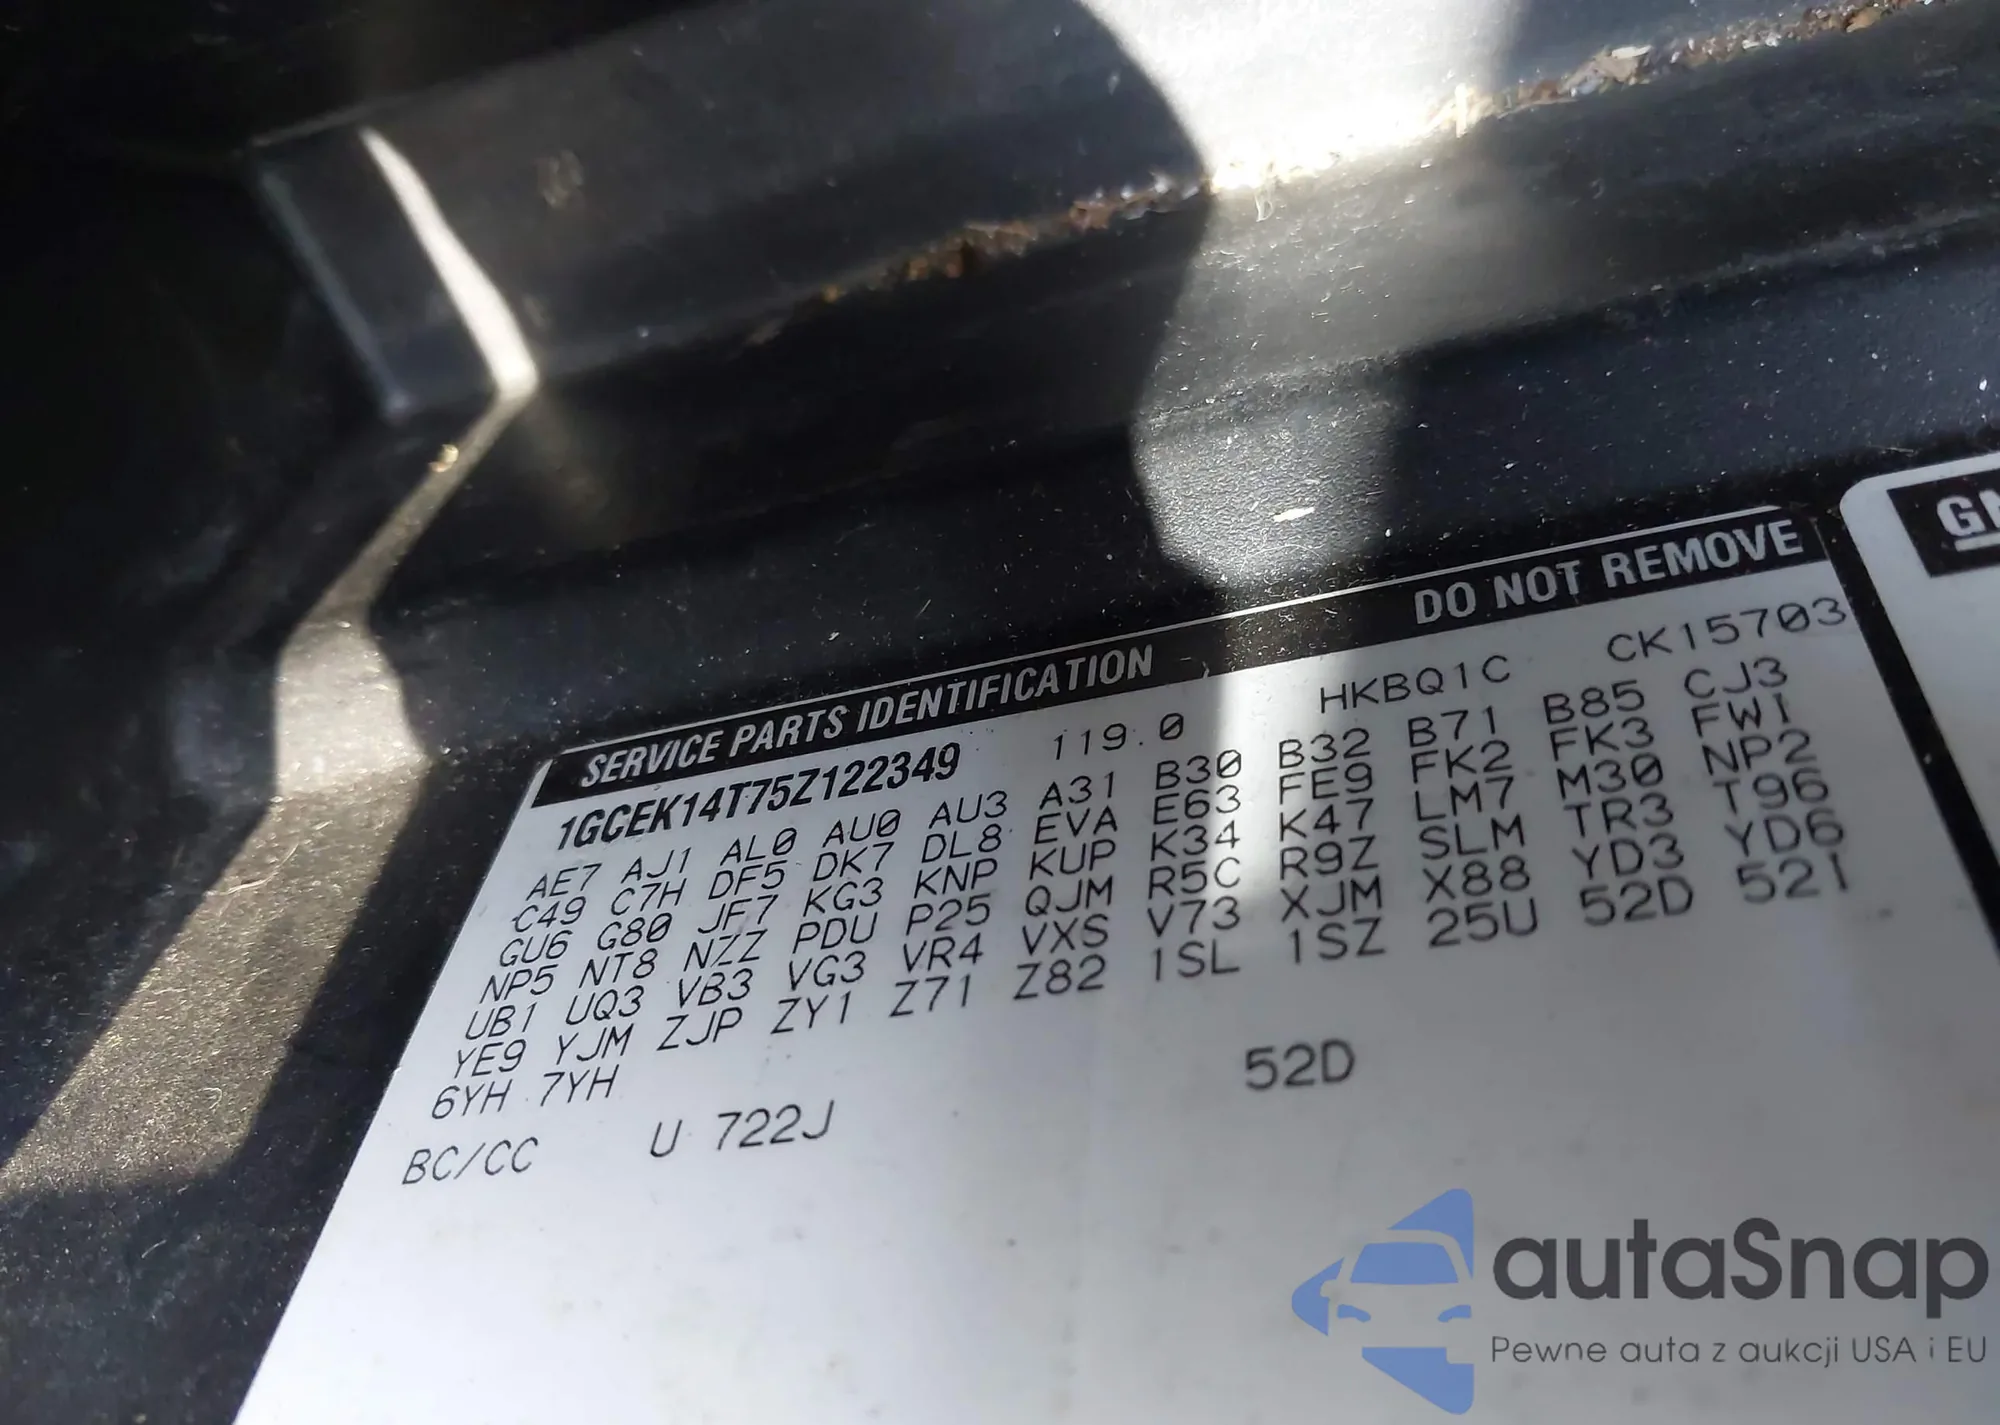 SERVICE PARTS IDENTIFICATION DO NOT REMOVE
1GCEK14T75Z122349 119.0 HKBQ1C CK15703
AE7 AJ1 AL0 AU0 AU3 A31 B30 B32 B71 B85 CJ3
C49 C7H DF5 DK7 DL8 EVA E63 FE9 FK2 FK3 FW1
GU6 G80 JF7 KG3 KNP KUP K34 K47 LM7 M30 NP2
NP5 NT8 NZZ PDU P25 QJM R5C R9Z SLM TR3 T96
UB1 UQ3 VB3 VG3 VR4 VXS V73 XJM X88 YD3 YD6
YE9 YJM ZJP ZY1 Z71 Z82 1SL 1SZ 25U 52D 52I
6YH 7YH
BC/CC U 722J 52D
autaSnap
Pewne auta z aukcji USA i EU